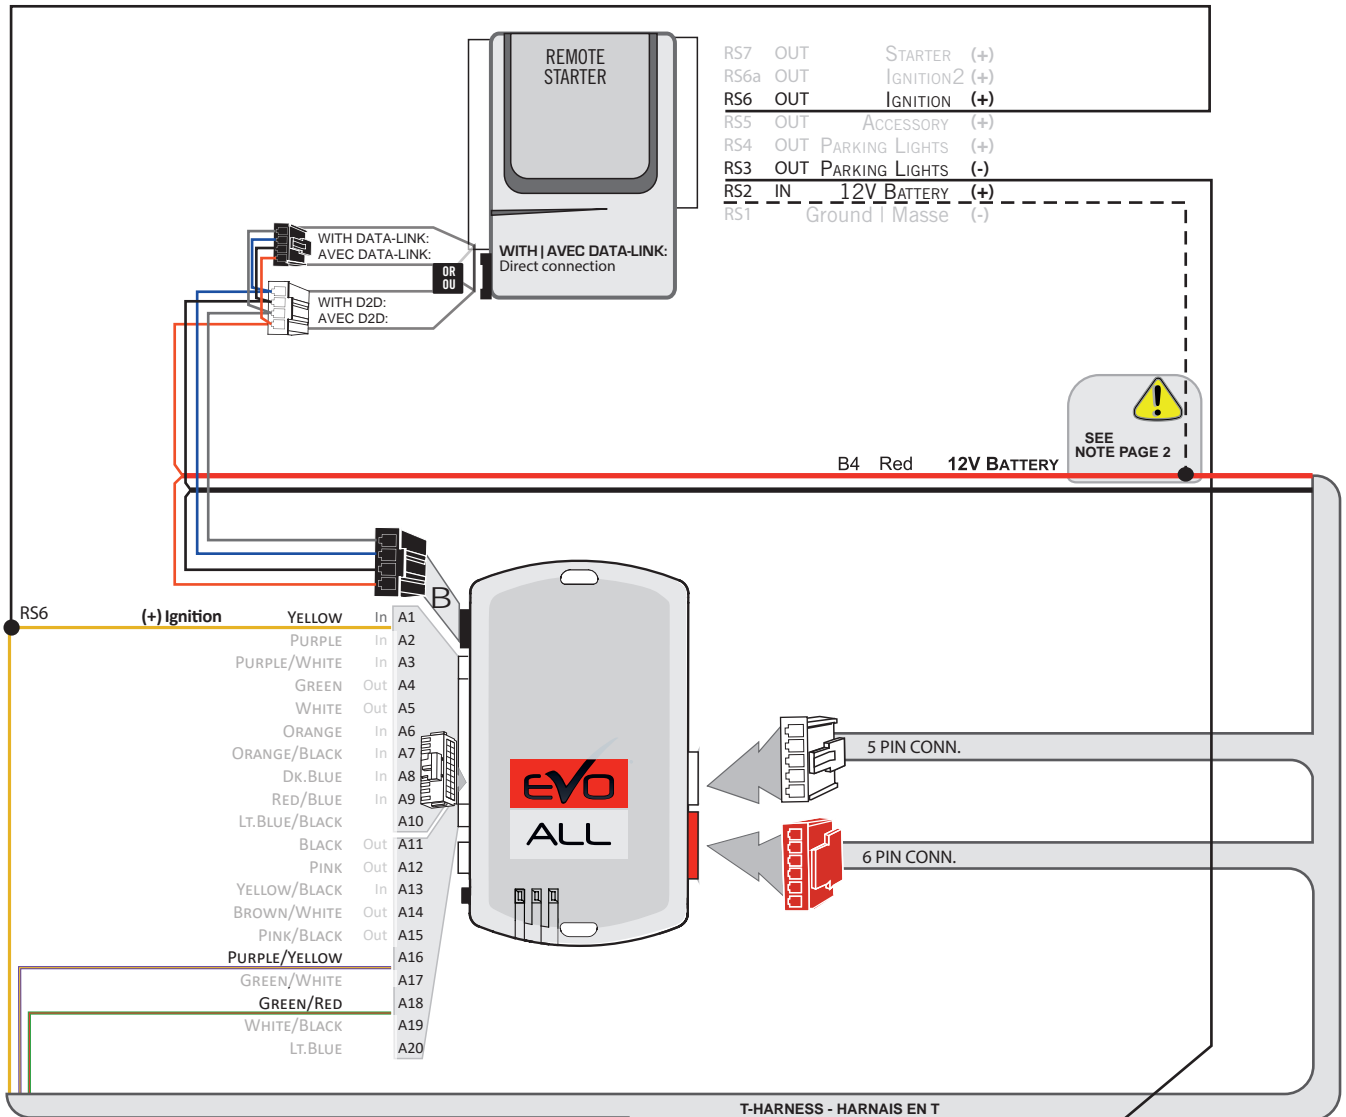 REMOTE
STARTER
RS7 OUT STARTER (+)
RS6a OUT IGNITION2 (+)
RS6 OUT IGNITION (+)
RS5 OUT ACCESSORY (+)
RS4 OUT PARKING LIGHTS (+)
RS3 OUT PARKING LIGHTS (-)
RS2 IN 12V BATTERY (+)
RS1 Ground | Masse (-)
WITH DATA-LINK:
AVEC DATA-LINK:
OR
OU
WITH D2D:
AVEC D2D:
WITH | AVEC DATA-LINK:
Direct connection
SEE
NOTE PAGE 2
B4 Red 12V BATTERY
B
RS6 (+) Ignition YELLOW In A1
PURPLE In A2
PURPLE/WHITE In A3
GREEN Out A4
WHITE Out A5
ORANGE In A6
ORANGE/BLACK In A7
DK.BLUE In A8
RED/BLUE In A9
LT.BLUE/BLACK A10
BLACK Out A11
PINK Out A12
YELLOW/BLACK In A13
BROWN/WHITE Out A14
PINK/BLACK Out A15
PURPLE/YELLOW A16
GREEN/WHITE A17
GREEN/RED A18
WHITE/BLACK A19
LT.BLUE A20
EVO
ALL
5 PIN CONN.
6 PIN CONN.
T-HARNESS - HARNAIS EN T